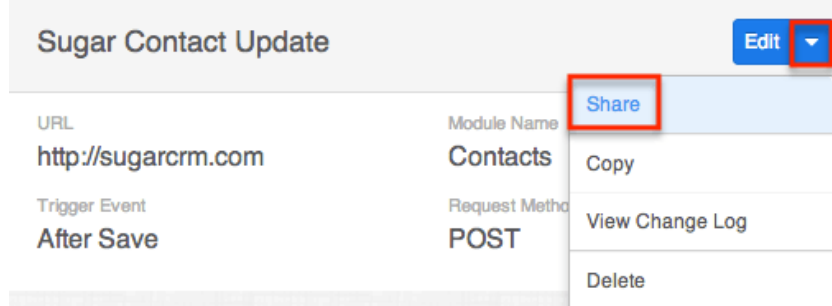 Sugar Contact Update
Edit
Share
URL
Module Name
http://sugarcrm.com
Contacts
Copy
Trigger Event
Request Metho
View Change Log
After Save
POST
Delete